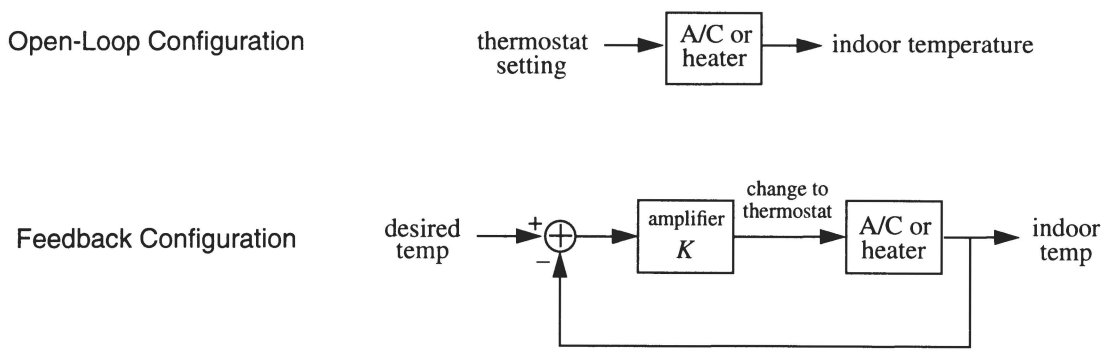 Open-Loop Configuration
thermostat
setting
A/C or
heater
indoor temperature
Feedback Configuration
desired
temp
+
−
amplifier
K
change to
thermostat
A/C or
heater
indoor
temp